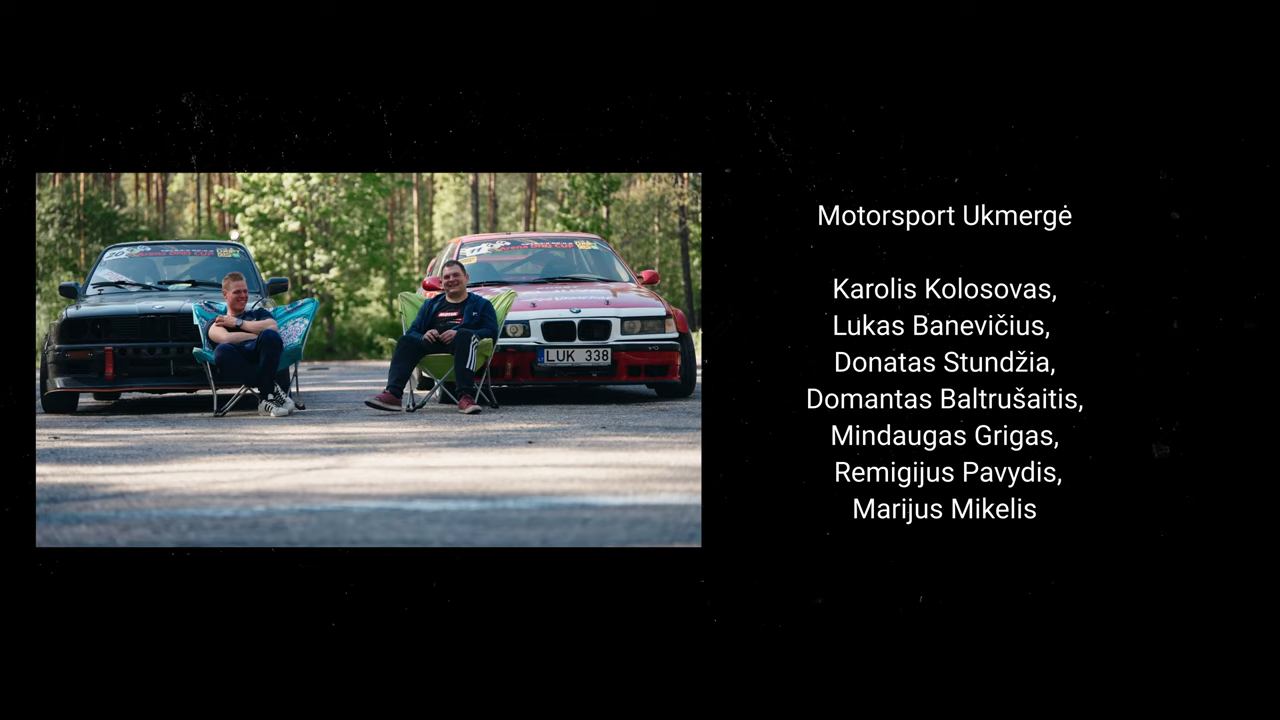 Motorsport Ukmergė
Karolis Kolosovas,
Lukas Banevičius,
Donatas Stundžia,
Domantas Baltrušaitis,
Mindaugas Grigas,
Remigijus Pavydis,
Marijus Mikelis
LUK 338